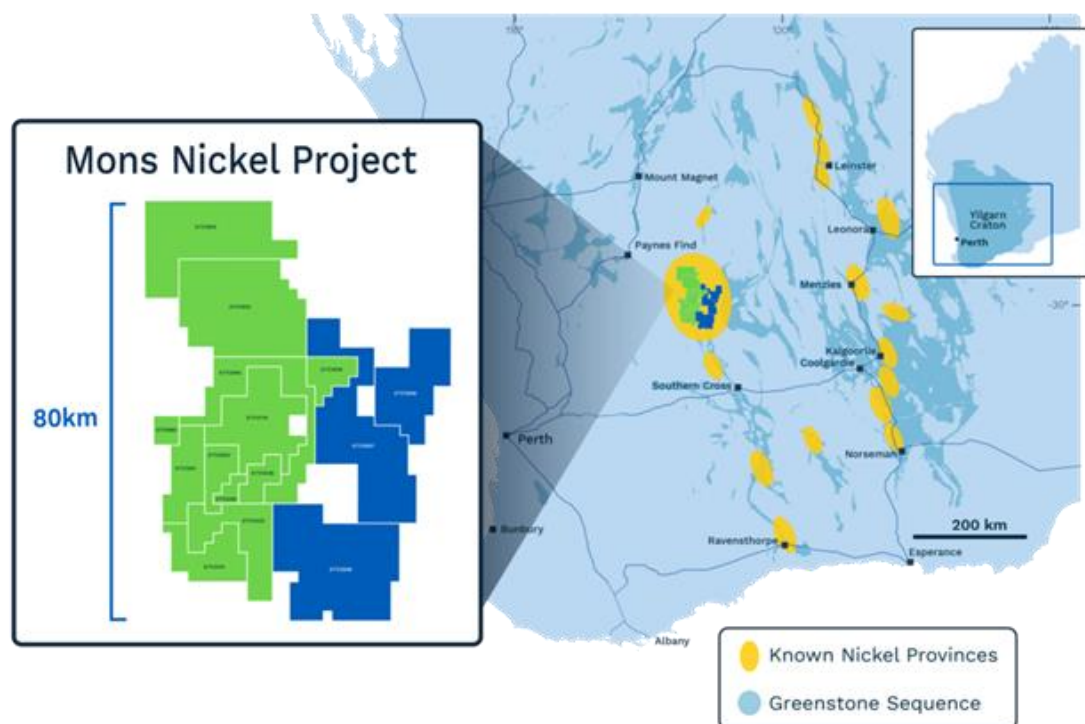 Mons Nickel Project
80km
Mount Magnet
Paynes Find
Leinster
Leonora
Menzies
Kalgoorlie
Coolgardie
Southern Cross
Perth
Norseman
Bunbury
Ravensthorpe
Esperance
Albany
-30°
200 km
Yilgarn
Craton
Perth
Known Nickel Provinces
Greenstone Sequence